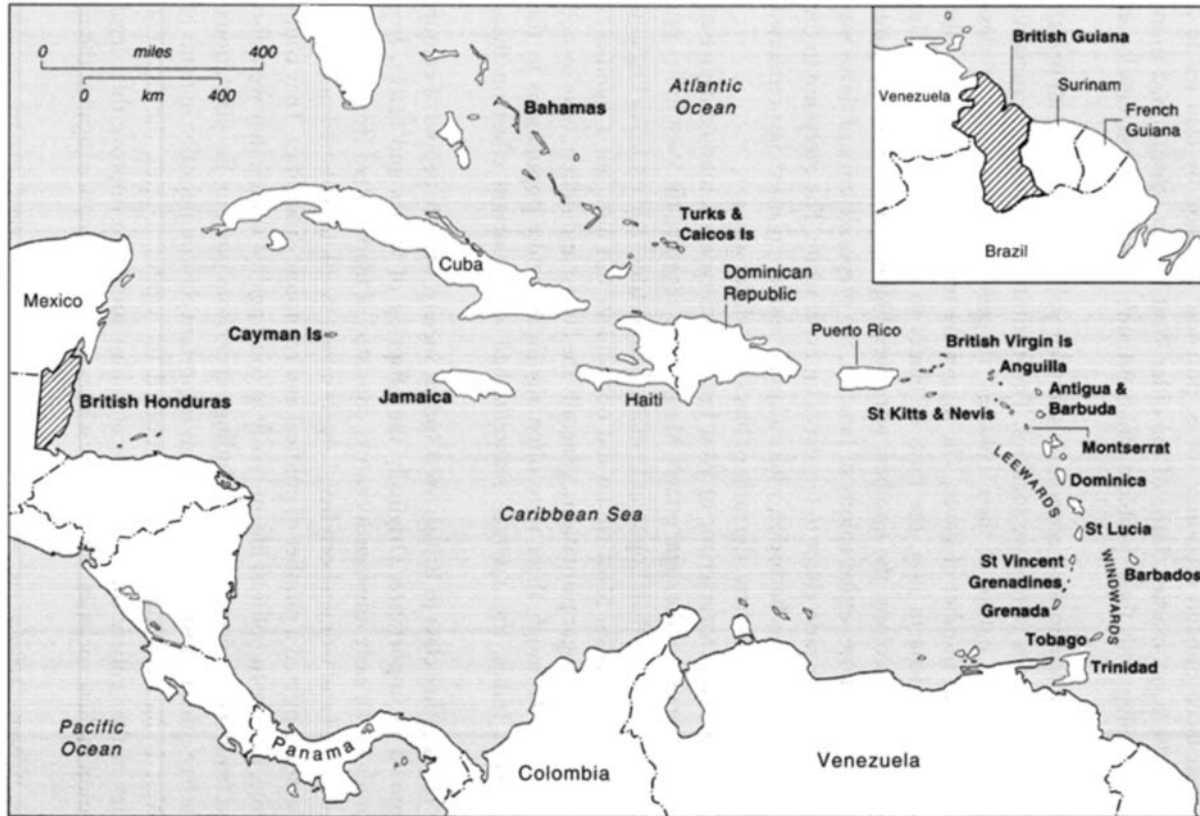 0 miles 400
0 km 400
Atlantic
Ocean
Bahamas
Turks &
Caicos Is
Cuba
Dominican
Republic
Mexico
Cayman Is
Puerto Rico
British Virgin Is
Anguilla
Antigua &
Barbuda
British Honduras
Jamaica
Haiti
St Kitts & Nevis
Montserrat
LEEWARDS
Dominica
Caribbean Sea
St Lucia
St Vincent
Grenadines
WINDWARDS
Barbados
Grenada
Tobago
Trinidad
Pacific
Ocean
Panama
Colombia
Venezuela
British Guiana
Venezuela
Surinam
French
Guiana
Brazil